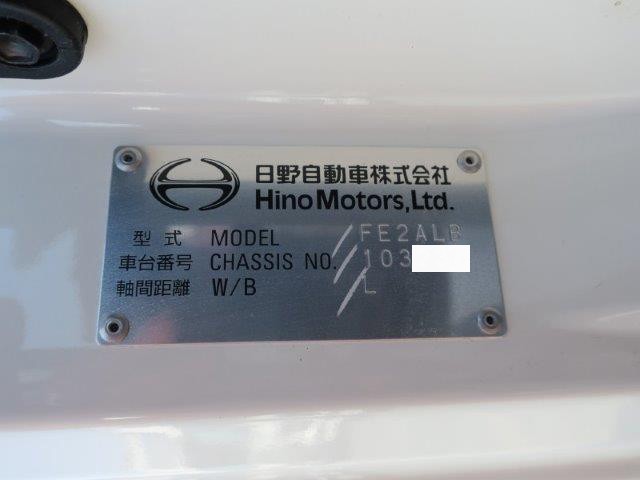 日野自動車株式会社
Hino Motors, Ltd.
型式 MODEL FE2ALB
車台番号 CHASSIS NO. 103
軸間距離 W/B L